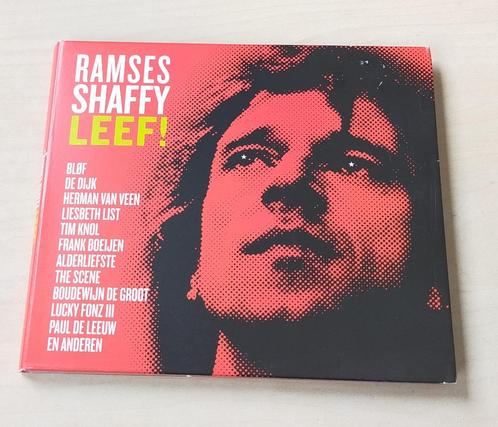 RAMSES
SHAFFY
LEEF!
BLØF
DE DIJK
HERMAN VAN VEEN
LIESBETH LIST
TIM KNOL
FRANK BOEIJEN
ALDERLIEFSTE
THE SCENE
BOUDEWIJN DE GROOT
LUCKY FONZ III
PAUL DE LEEUW
EN ANDEREN